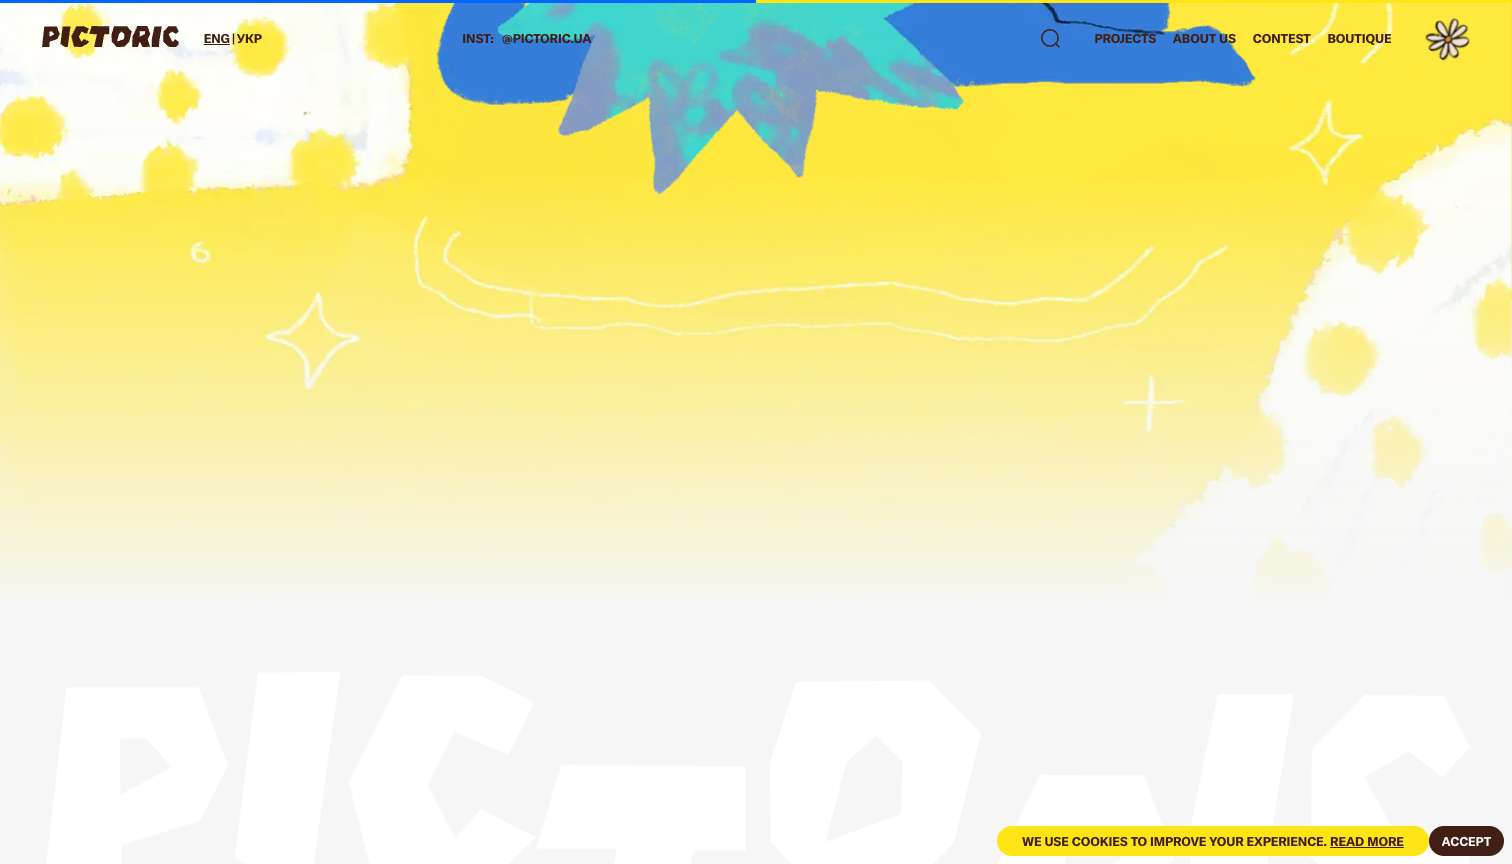 PICTORIC
ENG | УКР
INST: @PICTORIC.UA
PROJECTS ABOUT US CONTEST BOUTIQUE
6
PICTORIC
WE USE COOKIES TO IMPROVE YOUR EXPERIENCE. READ MORE
ACCEPT